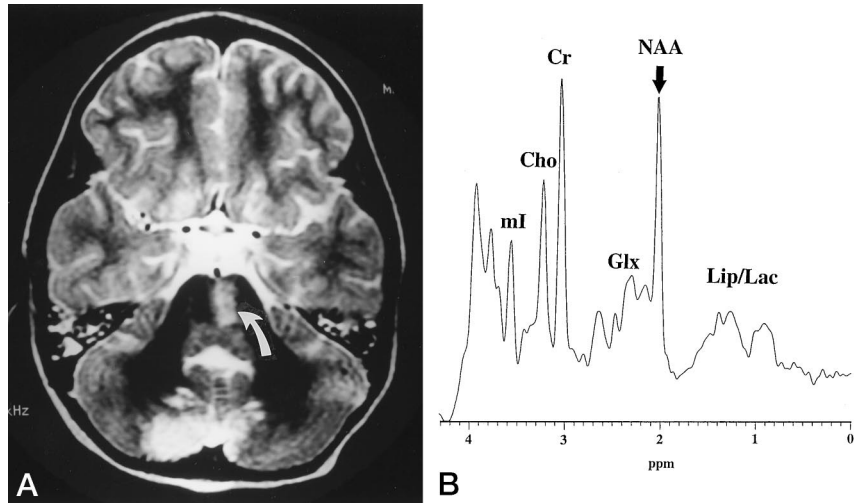 M.
kHz
A
B
NAA
Cr
Cho
mI
Glx
Lip/Lac
4 3 2 1 0
ppm